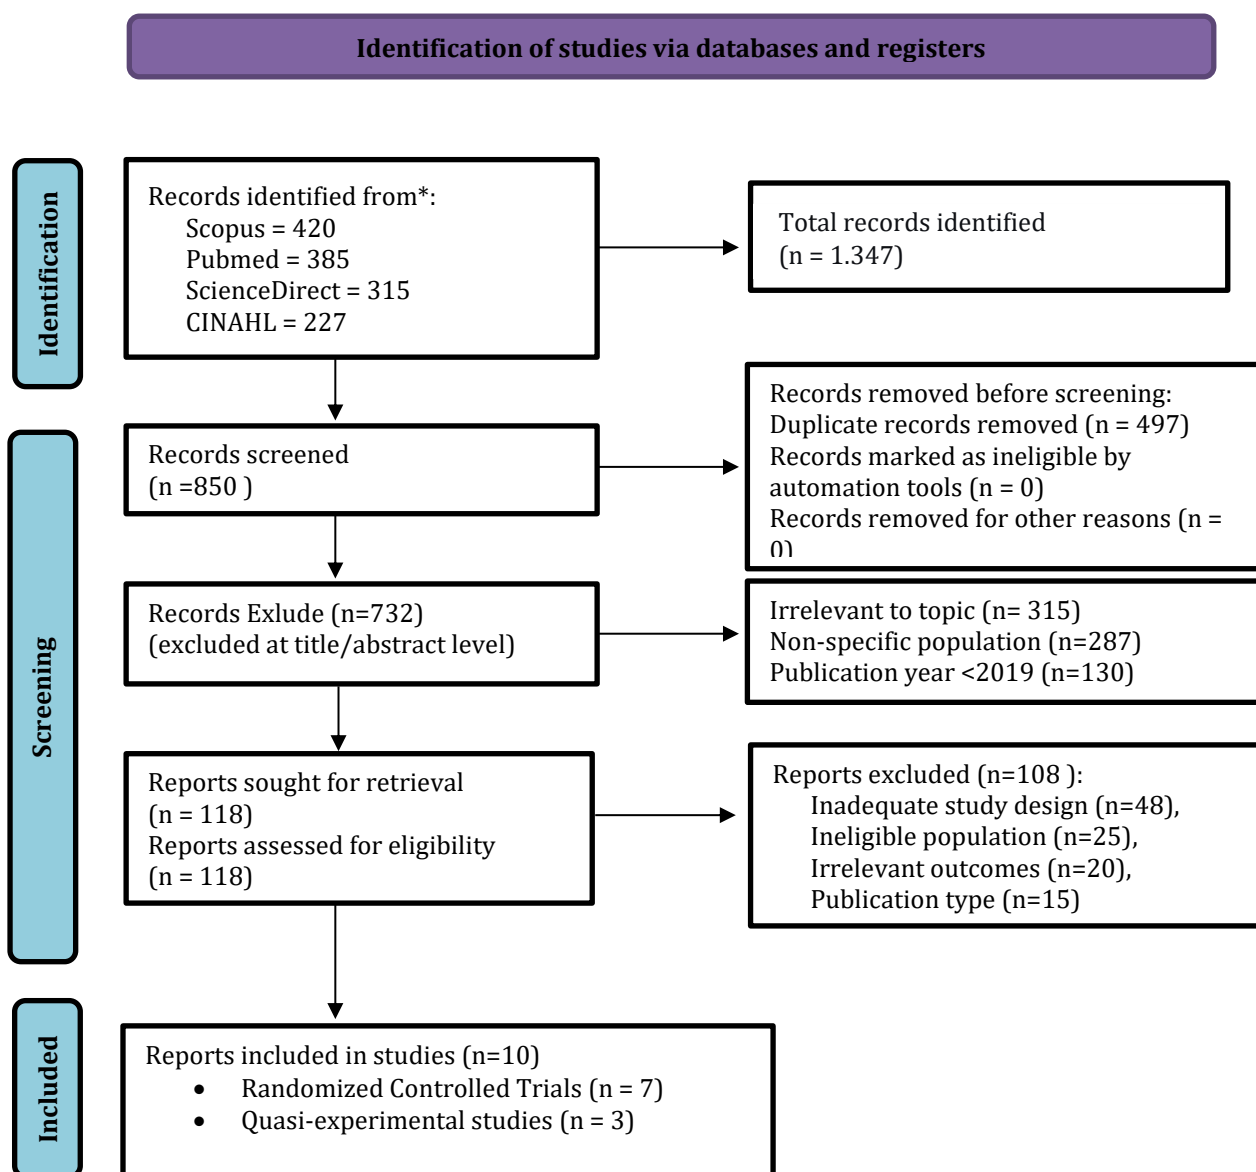 Identification of studies via databases and registers
Identification
Records identified from*:
Scopus = 420
Pubmed = 385
ScienceDirect = 315
CINAHL = 227
Total records identified
(n = 1.347)
Screening
Records screened
(n =850 )
Records removed before screening:
Duplicate records removed (n = 497)
Records marked as ineligible by
automation tools (n = 0)
Records removed for other reasons (n =
0)
Records Exlude (n=732)
(excluded at title/abstract level)
Irrelevant to topic (n= 315)
Non-specific population (n=287)
Publication year <2019 (n=130)
Reports sought for retrieval
(n = 118)
Reports assessed for eligibility
(n = 118)
Reports excluded (n=108 ):
Inadequate study design (n=48),
Ineligible population (n=25),
Irrelevant outcomes (n=20),
Publication type (n=15)
Included
Reports included in studies (n=10)
• Randomized Controlled Trials (n = 7)
• Quasi-experimental studies (n = 3)